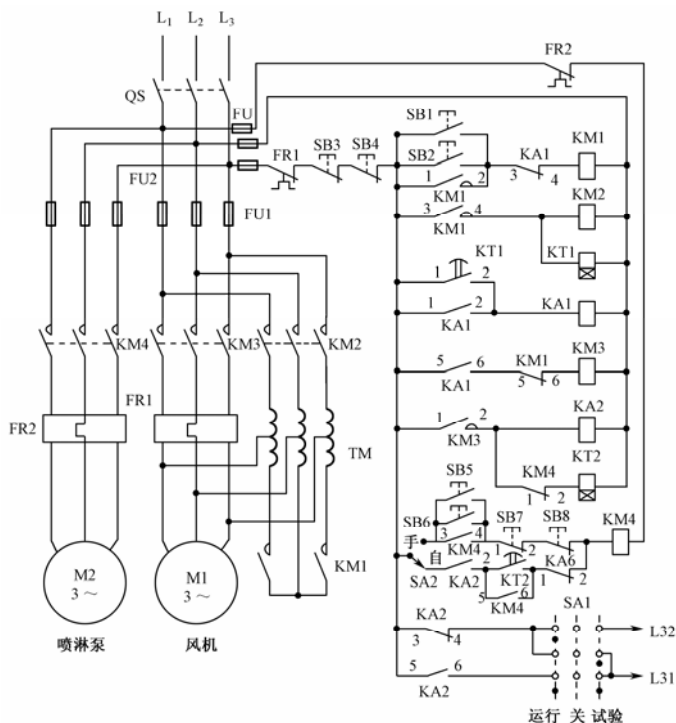 L1 L2 L3
FR2
QS
FU
SB1
SB3 SB4
SB2
KA1
KM1
FR1
1 2
3 4
FU2
KM1
KM2
3 4
FU1
KM1
KT1
KT1
1 2
1 2
KA1
KA1
KM4 KM3 KM2
5 6
KM1
KM3
KA1
5 6
FR1
FR2
1 2
KA2
KM3
KT2
TM
KM4
1 2
SB5
SB6
3 4
SB7 SB8
KM4
手
KM4
1 2
KA6
自
2
SA2
KA2
KT2
1 2
KM1
5 6
KM4
M2
3～
M1
3～
KA2
SA1
3 4
L32
喷淋泵
风机
5 6
L31
KA2
运行 关 试验